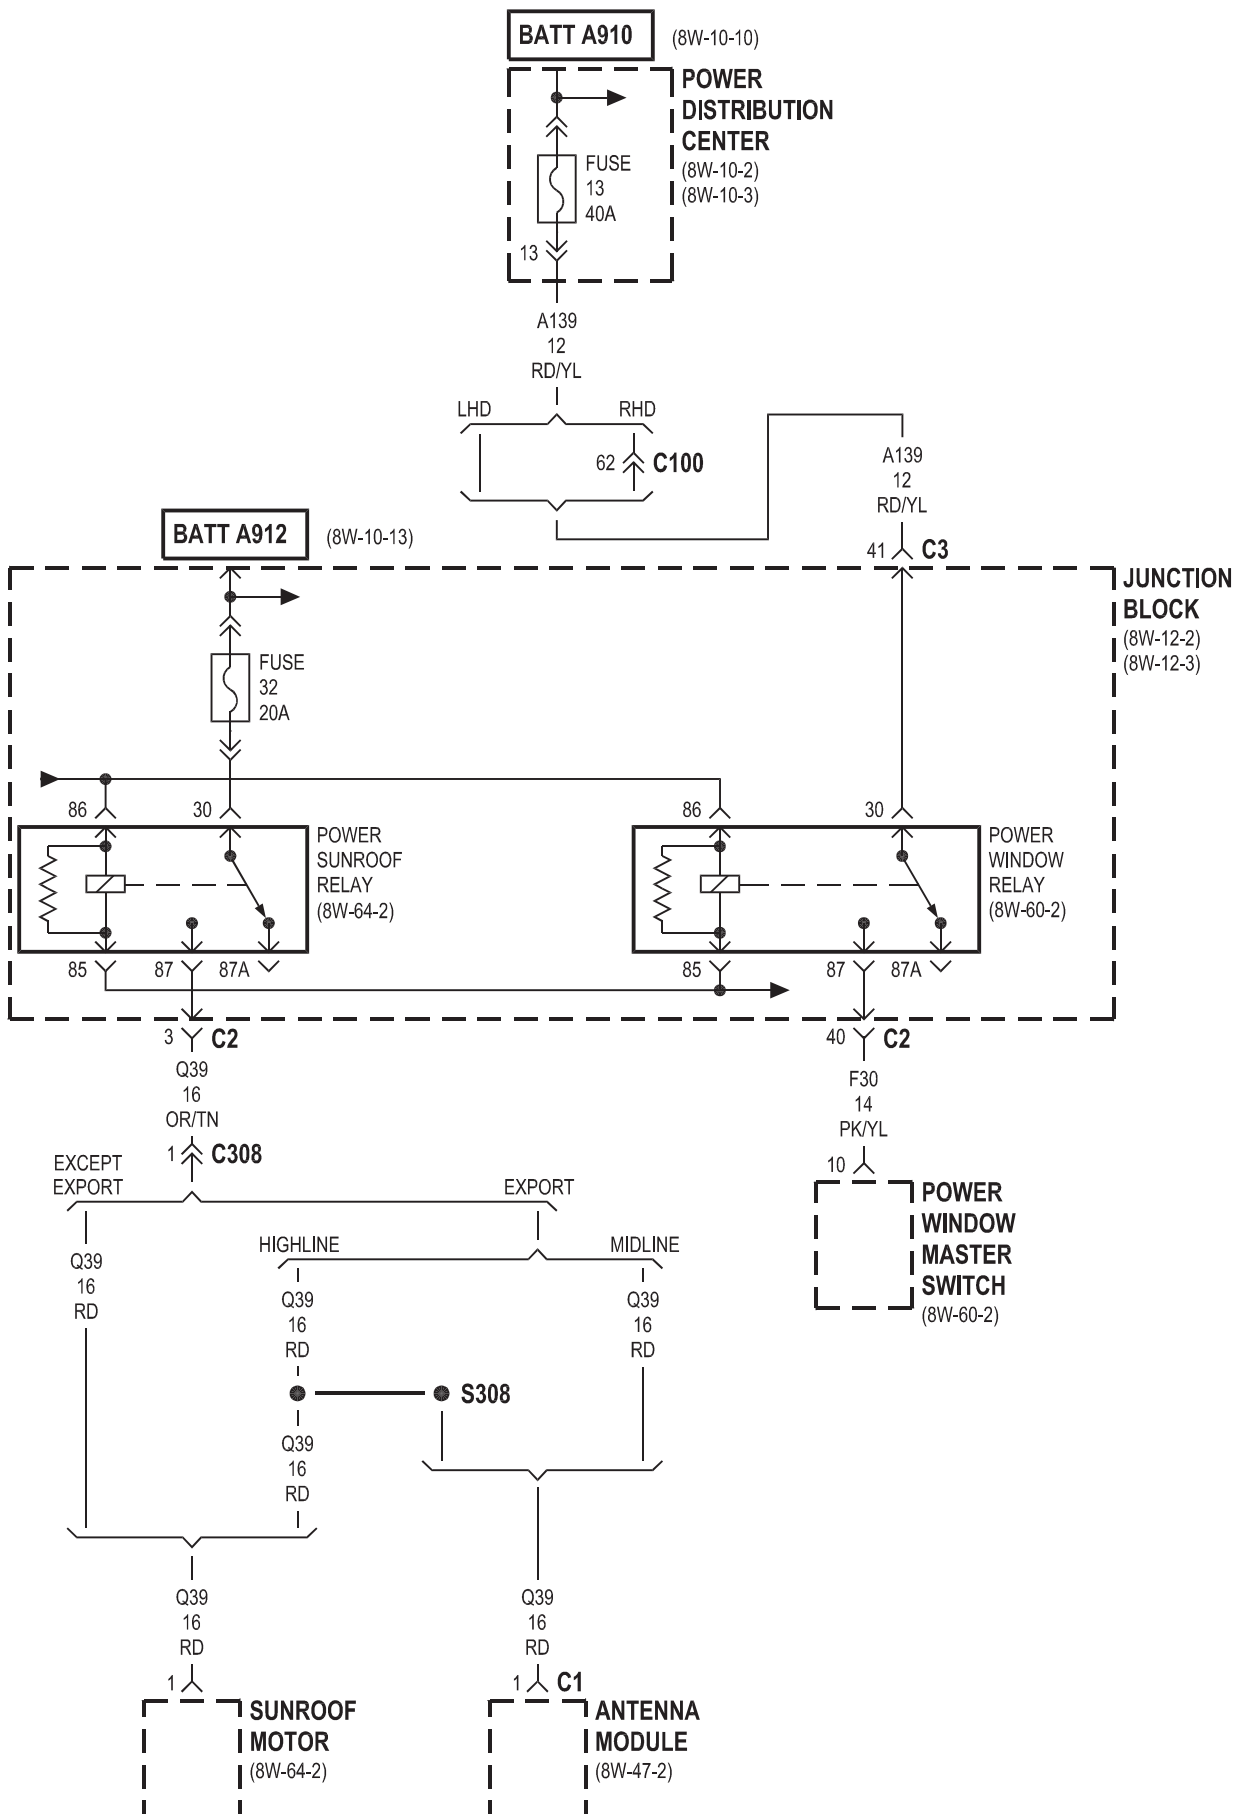 BATT A910
(8W-10-10)
POWER
DISTRIBUTION
CENTER
(8W-10-2)
(8W-10-3)
FUSE
13
40A
13
A139
12
RD/YL
LHD
RHD
62
C100
A139
12
RD/YL
41
C3
BATT A912
(8W-10-13)
JUNCTION
BLOCK
(8W-12-2)
(8W-12-3)
FUSE
32
20A
86
30
86
30
POWER
SUNROOF
RELAY
(8W-64-2)
POWER
WINDOW
RELAY
(8W-60-2)
85
87
87A
85
87
87A
3
C2
40
C2
Q39
16
OR/TN
F30
14
PK/YL
1
C308
10
EXCEPT
EXPORT
EXPORT
POWER
WINDOW
MASTER
SWITCH
(8W-60-2)
HIGHLINE
MIDLINE
Q39
16
RD
Q39
16
RD
Q39
16
RD
S308
Q39
16
RD
Q39
16
RD
Q39
16
RD
1
1
C1
SUNROOF
MOTOR
(8W-64-2)
ANTENNA
MODULE
(8W-47-2)